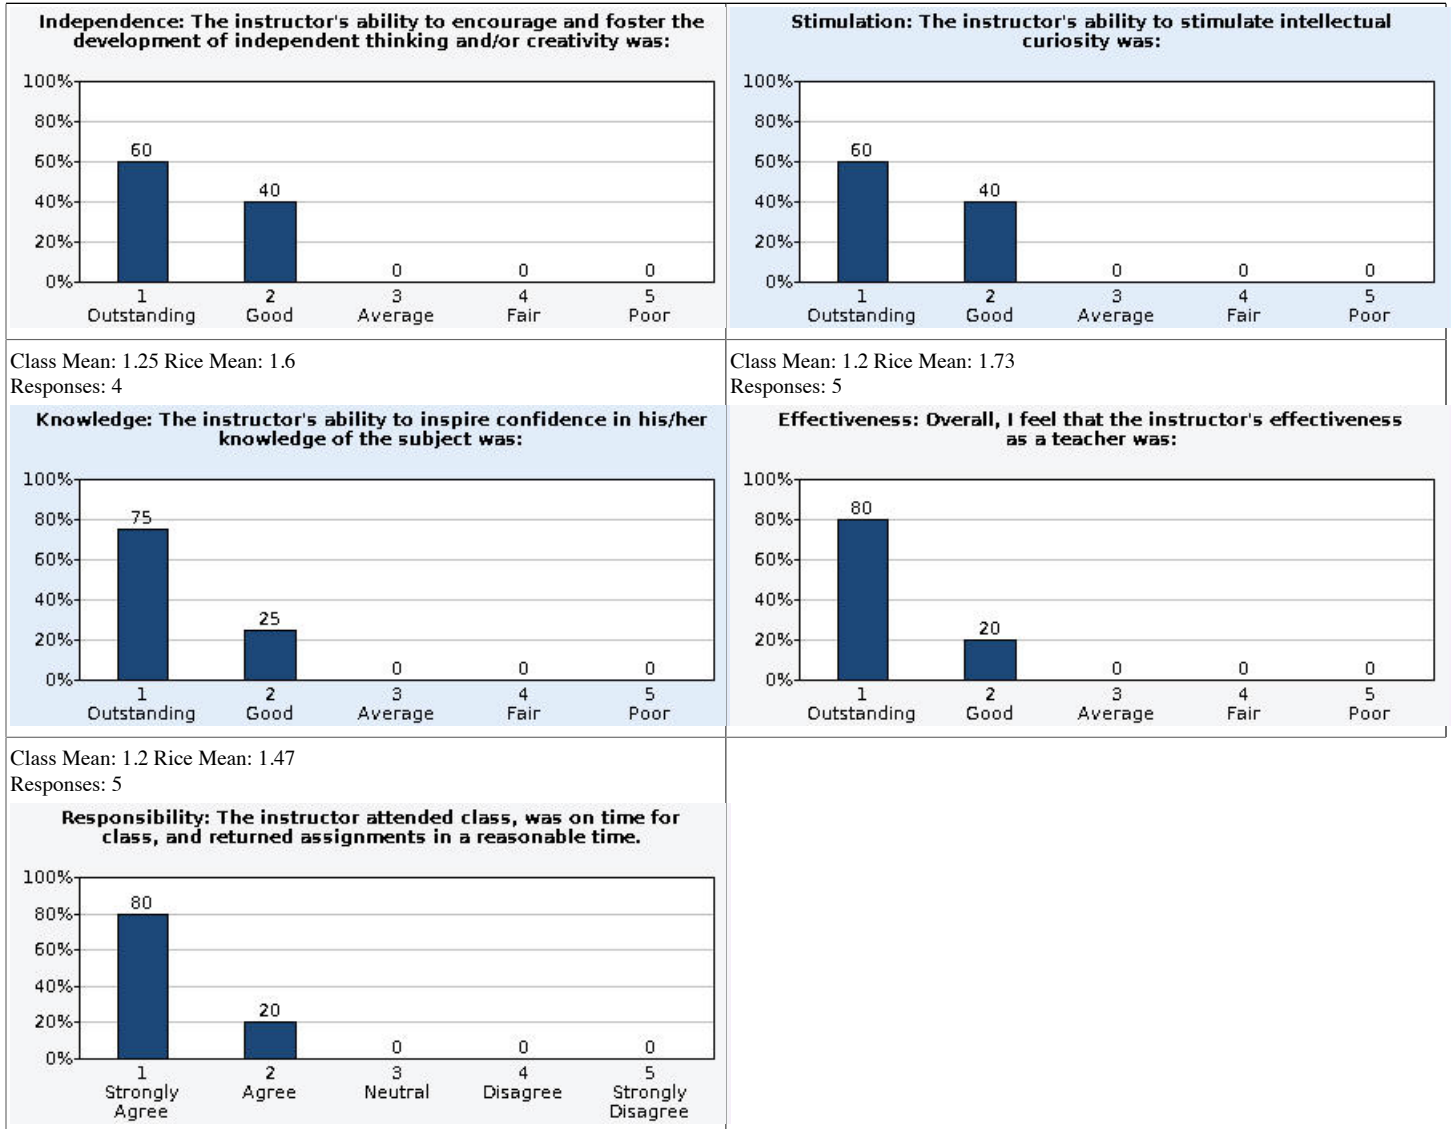 Independence: The instructor's ability to encourage and foster the
development of independent thinking and/or creativity was:
100%
80%
60%
40%
20%
0%
60
40
0
0
0
1
2
3
4
5
Outstanding
Good
Average
Fair
Poor
Stimulation: The instructor's ability to stimulate intellectual
curiosity was:
100%
80%
60%
40%
20%
0%
60
40
0
0
0
1
2
3
4
5
Outstanding
Good
Average
Fair
Poor
Class Mean: 1.25 Rice Mean: 1.6
Responses: 4
Class Mean: 1.2 Rice Mean: 1.73
Responses: 5
Knowledge: The instructor's ability to inspire confidence in his/her
knowledge of the subject was:
100%
80%
60%
40%
20%
0%
75
25
0
0
0
1
2
3
4
5
Outstanding
Good
Average
Fair
Poor
Effectiveness: Overall, I feel that the instructor's effectiveness
as a teacher was:
100%
80%
60%
40%
20%
0%
80
20
0
0
0
1
2
3
4
5
Outstanding
Good
Average
Fair
Poor
Class Mean: 1.2 Rice Mean: 1.47
Responses: 5
Responsibility: The instructor attended class, was on time for
class, and returned assignments in a reasonable time.
100%
80%
60%
40%
20%
0%
80
20
0
0
0
1
2
3
4
5
Strongly
Agree
Agree
Neutral
Disagree
Strongly
Disagree